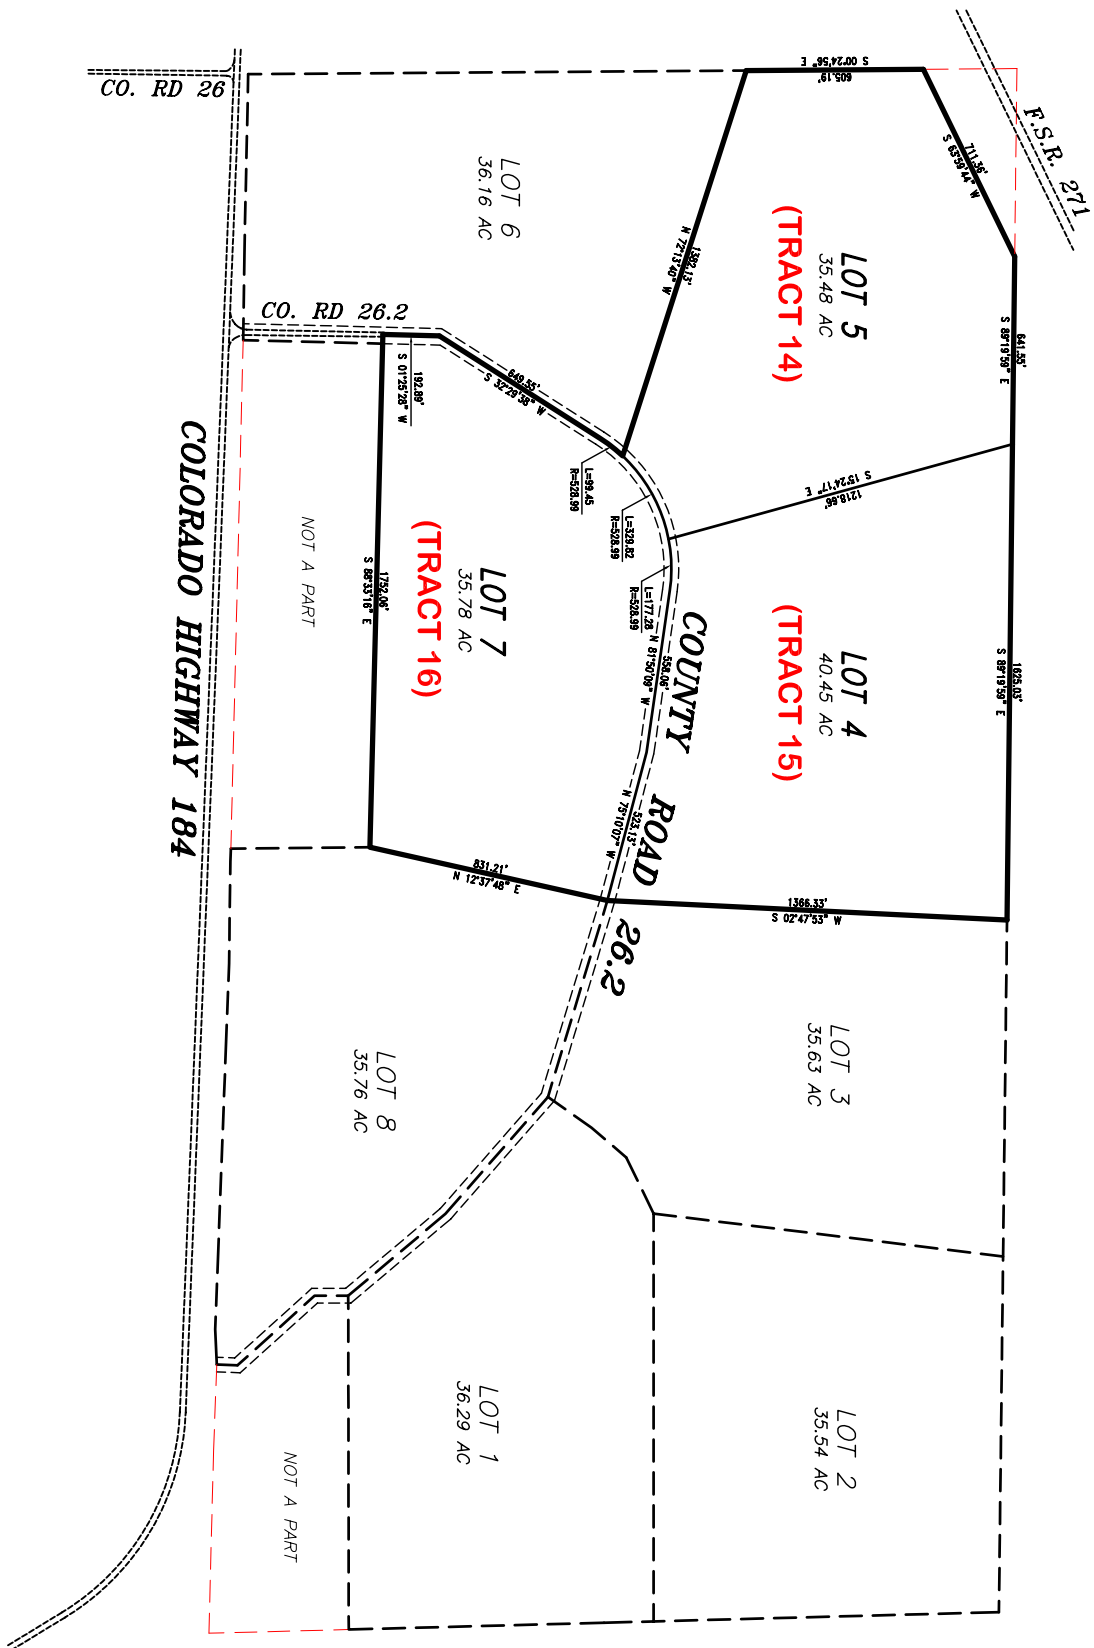 F.S.R. 271
CO. RD 26
S 00°24'56" E
605.19'
711.36'
S 63°59'44" W
LOT 6
36.16 AC
LOT 5
35.48 AC
(TRACT 14)
1382.13'
N 72°13'40" W
641.55'
S 89°19'59" E
CO. RD 26.2
192.89'
S 01°25'28" W
649.55'
S 32°29'38" W
L=99.45
R=528.99
L=329.82
R=528.99
L=177.28
R=528.99
S 15°24'17" E
1218.66'
COLORADO HIGHWAY 184
NOT A PART
1752.06'
S 88°33'16" E
LOT 7
35.78 AC
(TRACT 16)
558.06'
N 81°50'09" W
COUNTY ROAD 26.2
LOT 4
40.45 AC
(TRACT 15)
1625.03'
S 89°19'59" E
523.13'
N 75°10'07" W
831.21'
N 12°37'48" E
1366.33'
S 02°47'53" W
LOT 3
35.63 AC
LOT 8
35.76 AC
LOT 1
36.29 AC
LOT 2
35.54 AC
NOT A PART